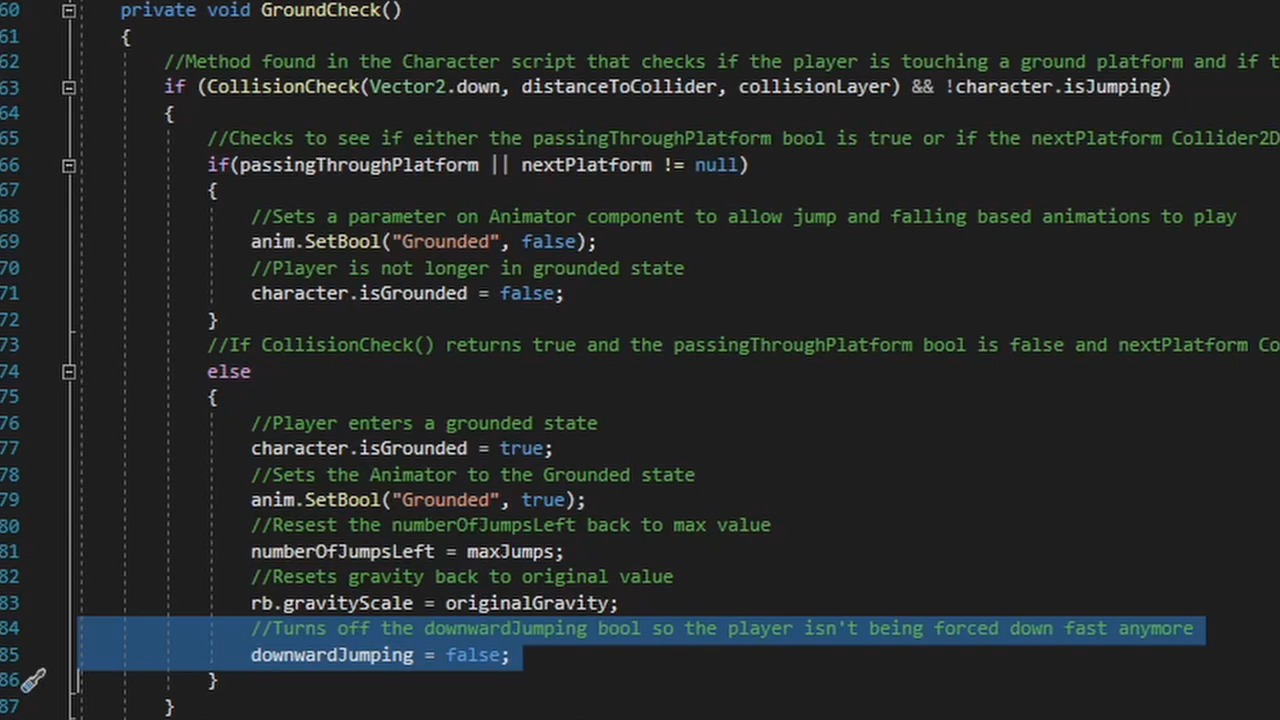 60 private void GroundCheck()
61 {
62 //Method found in the Character script that checks if the player is touching a ground platform and if
63 if (CollisionCheck(Vector2.down, distanceToCollider, collisionLayer) && !character.isJumping)
64 {
65 //Checks to see if either the passingThroughPlatform bool is true or if the nextPlatform Collider2D
66 if(passingThroughPlatform || nextPlatform != null)
67 {
68 //Sets a parameter on Animator component to allow jump and falling based animations to play
69 anim.SetBool("Grounded", false);
70 //Player is not longer in grounded state
71 character.isGrounded = false;
72 }
73 //If CollisionCheck() returns true and the passingThroughPlatform bool is false and nextPlatform Co
74 else
75 {
76 //Player enters a grounded state
77 character.isGrounded = true;
78 //Sets the Animator to the Grounded state
79 anim.SetBool("Grounded", true);
80 //Resest the numberOfJumpsLeft back to max value
81 numberOfJumpsLeft = maxJumps;
82 //Resets gravity back to original value
83 rb.gravityScale = originalGravity;
84 //Turns off the downwardJumping bool so the player isn't being forced down fast anymore
85 downwardJumping = false;
86 }
87 }